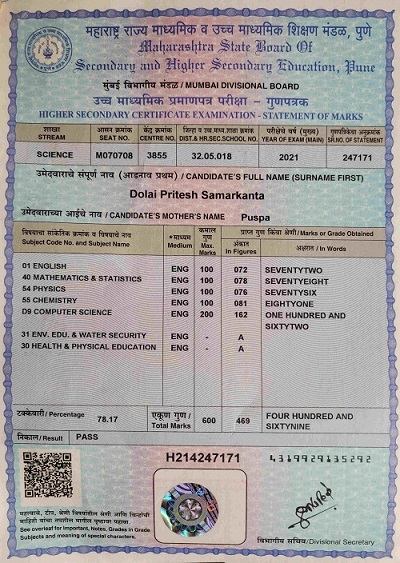 महाराष्ट्र राज्य माध्यमिक व उच्च माध्यमिक शिक्षण मंडळ, पुणे
Maharashtra State Board Of
Secondary and Higher Secondary Education, Pune
मुंबई विभागीय मंडळ / MUMBAI DIVISIONAL BOARD
उच्च माध्यमिक प्रमाणपत्र परीक्षा - गुणपत्रक
HIGHER SECONDARY CERTIFICATE EXAMINATION - STATEMENT OF MARKS
शाखा आसन क्रमांक केंद्र क्रमांक जिल्हा व उच्च.माध्य.शाळा क्रमांक परीक्षेचे वर्ष (मुख्य) गुणपत्रिकेचा अनुक्रमांक
STREAM SEAT NO. CENTRE NO. DIST.& HR.SEC.SCHOOL NO. YEAR OF EXAM (MAIN) SR.NO. OF STATEMENT
SCIENCE M070708 3855 32.05.018 2021 247171
उमेदवाराचे संपूर्ण नाव (आडनाव प्रथम) / CANDIDATE'S FULL NAME (SURNAME FIRST)
Dolai Pritesh Samarkanta
उमेदवाराच्या आईचे नाव / CANDIDATE'S MOTHER'S NAME Puspa
विषयाचा सांकेतिक क्रमांक व विषयाचे नाव माध्यम कमाल गुण प्राप्त गुण किंवा श्रेणी / Marks or Grade Obtained
Subject Code No. and Subject Name Medium Max. Marks अंकात In Figures अक्षरात / In Words
01 ENGLISH ENG 100 072 SEVENTYTWO
40 MATHEMATICS & STATISTICS ENG 100 078 SEVENTYEIGHT
54 PHYSICS ENG 100 076 SEVENTYSIX
55 CHEMISTRY ENG 100 081 EIGHTYONE
D9 COMPUTER SCIENCE ENG 200 162 ONE HUNDRED AND
SIXTYTWO
31 ENV. EDU. & WATER SECURITY ENG - A
30 HEALTH & PHYSICAL EDUCATION ENG - A
टक्केवारी / Percentage 78.17 एकूण गुण / Total Marks 600 469 FOUR HUNDRED AND
SIXTYNINE
निकाल / Result PASS
H214247171 4319929135292
See overleaf for Important, Notes, Grades in Grade
Subjects and meaning of special characters.
विभागीय सचिव / Divisional Secretary